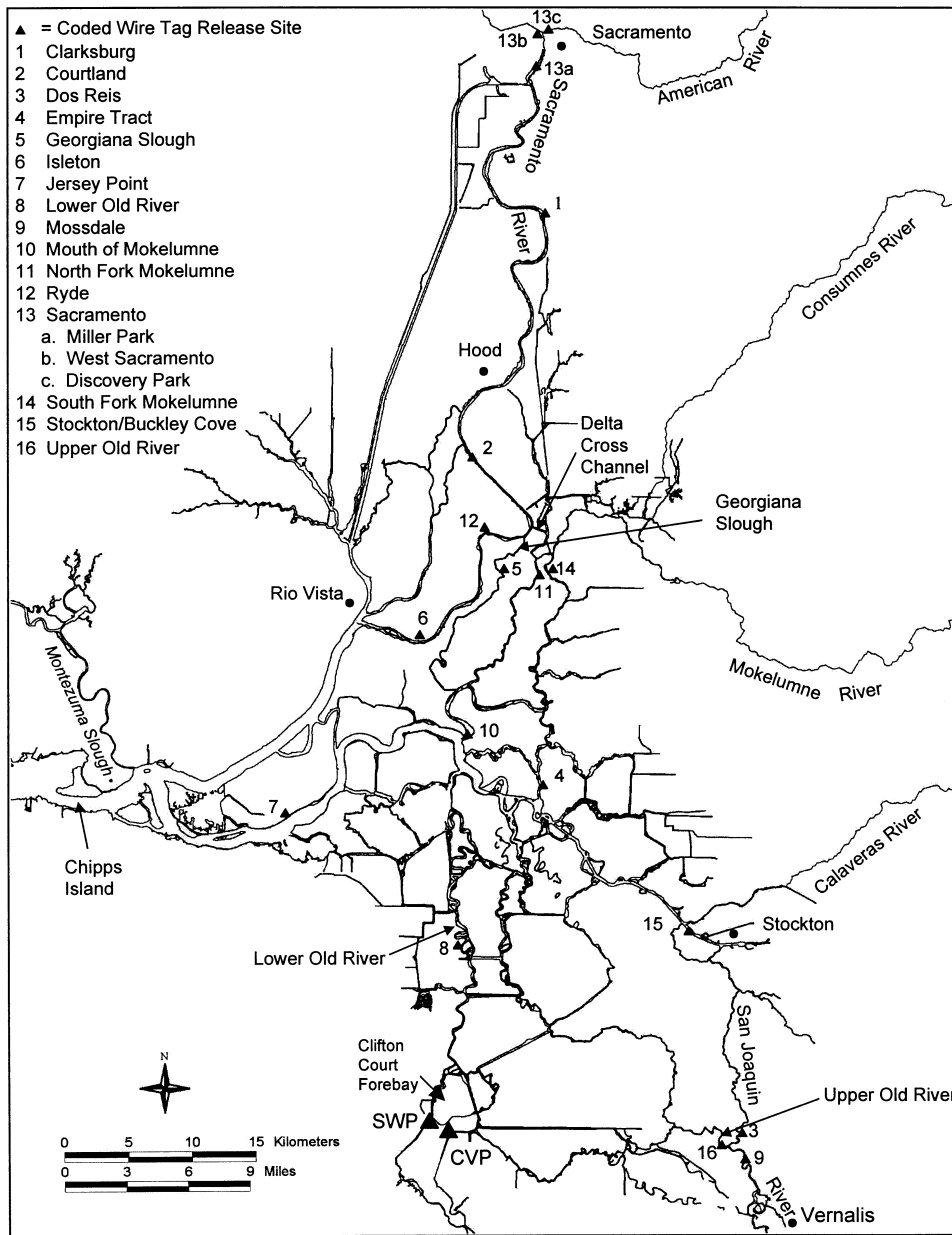 ▲ = Coded Wire Tag Release Site
1 Clarksburg
2 Courtland
3 Dos Reis
4 Empire Tract
5 Georgiana Slough
6 Isleton
7 Jersey Point
8 Lower Old River
9 Mossdale
10 Mouth of Mokelumne
11 North Fork Mokelumne
12 Ryde
13 Sacramento
a. Miller Park
b. West Sacramento
c. Discovery Park
14 South Fork Mokelumne
15 Stockton/Buckley Cove
16 Upper Old River
13c
13b
Sacramento
13a
American River
Sacramento
River
1
Consumnes River
Hood
2
Delta
Cross
Channel
Georgiana
Slough
12
5
14
11
Rio Vista
6
Mokelumne
River
Montezuma Slough
10
4
7
Chipps
Island
Calaveras River
15
Stockton
Lower Old River
8
San Joaquin
River
Clifton
Court
Forebay
Upper Old River
SWP
CVP
3
16
9
Vernalis
N
0 5 10 15 Kilometers
0 3 6 9 Miles